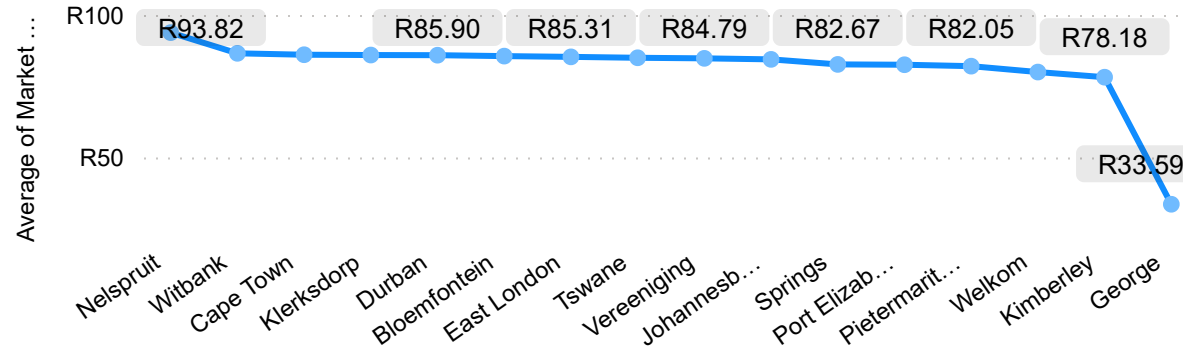 Average of Market ...
R100
R50
R93.82
R85.90
R85.31
R84.79
R82.67
R82.05
R78.18
R33.59
Nelspruit
Witbank
Cape Town
Klerksdorp
Durban
Bloemfontein
East London
Tswane
Vereeniging
Johannesb...
Springs
Port Elizab...
Pietermarit...
Welkom
Kimberley
George